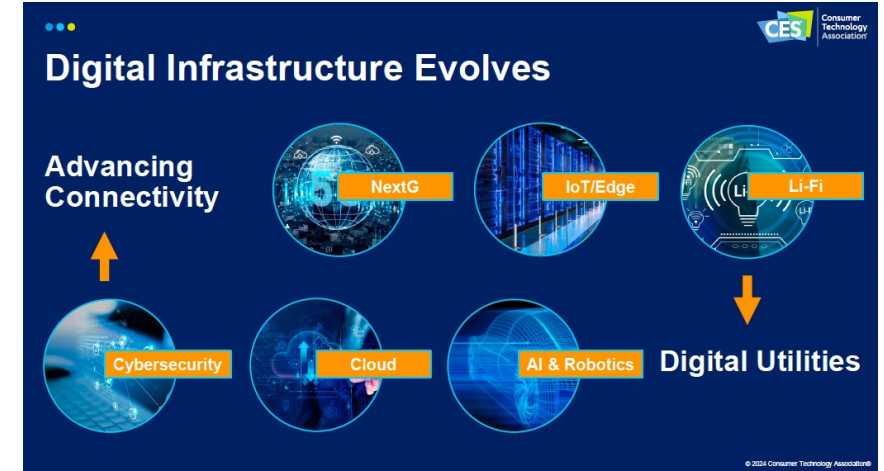 CES
Consumer
Technology
Association
Digital Infrastructure Evolves
Advancing
Connectivity
NextG
IoT/Edge
Li-Fi
Cybersecurity
Cloud
AI & Robotics
Digital Utilities
© 2024 Consumer Technology Association®